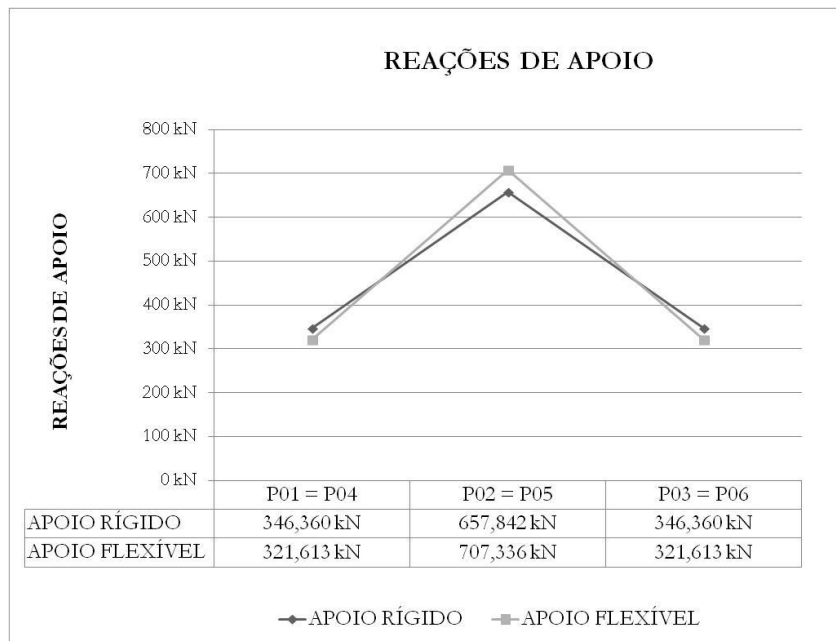 REAÇÕES DE APOIO
REAÇÕES DE APOIO
800 kN
700 kN
600 kN
500 kN
400 kN
300 kN
200 kN
100 kN
0 kN
P01 = P04 P02 = P05 P03 = P06
APOIO RÍGIDO 346,360 kN 657,842 kN 346,360 kN
APOIO FLEXÍVEL 321,613 kN 707,336 kN 321,613 kN
APOIO RÍGIDO APOIO FLEXÍVEL